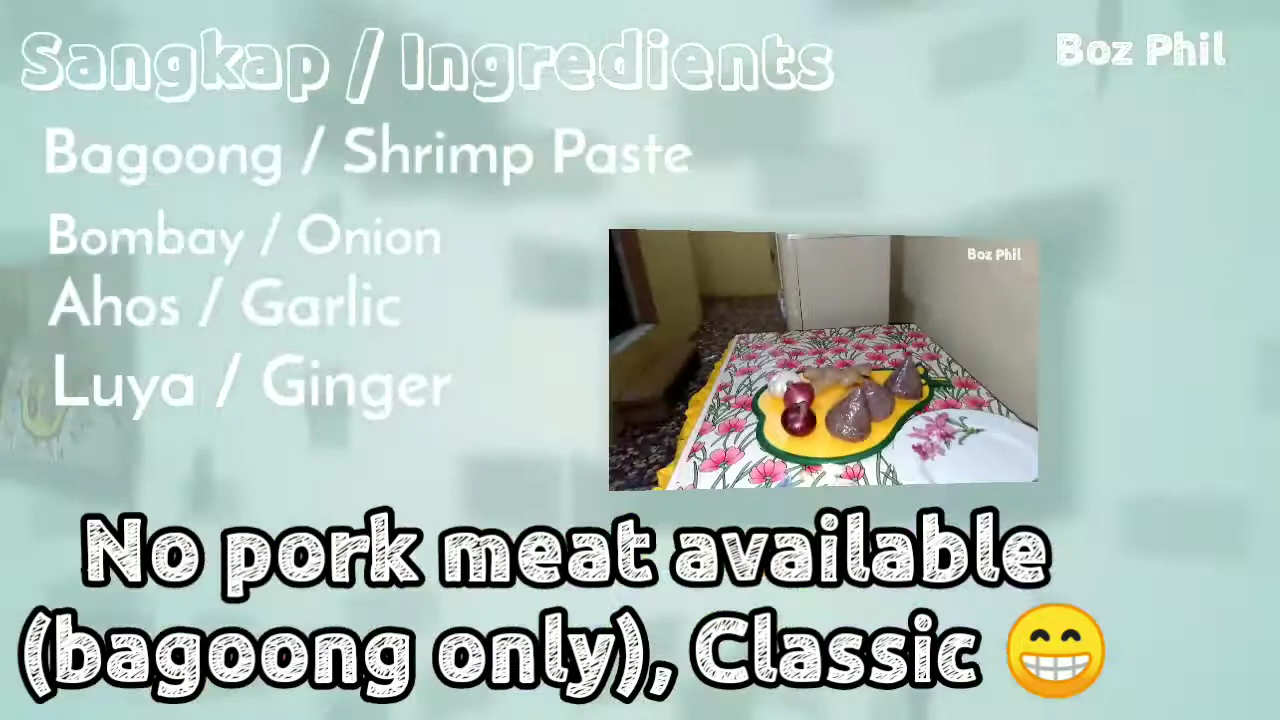 Sangkap / Ingredients
Boz Phil
Bagoong / Shrimp Paste
Bombay / Onion
Boz Phil
Ahos / Garlic
Luya / Ginger
No pork meat available
(bagoong only), Classic 😁